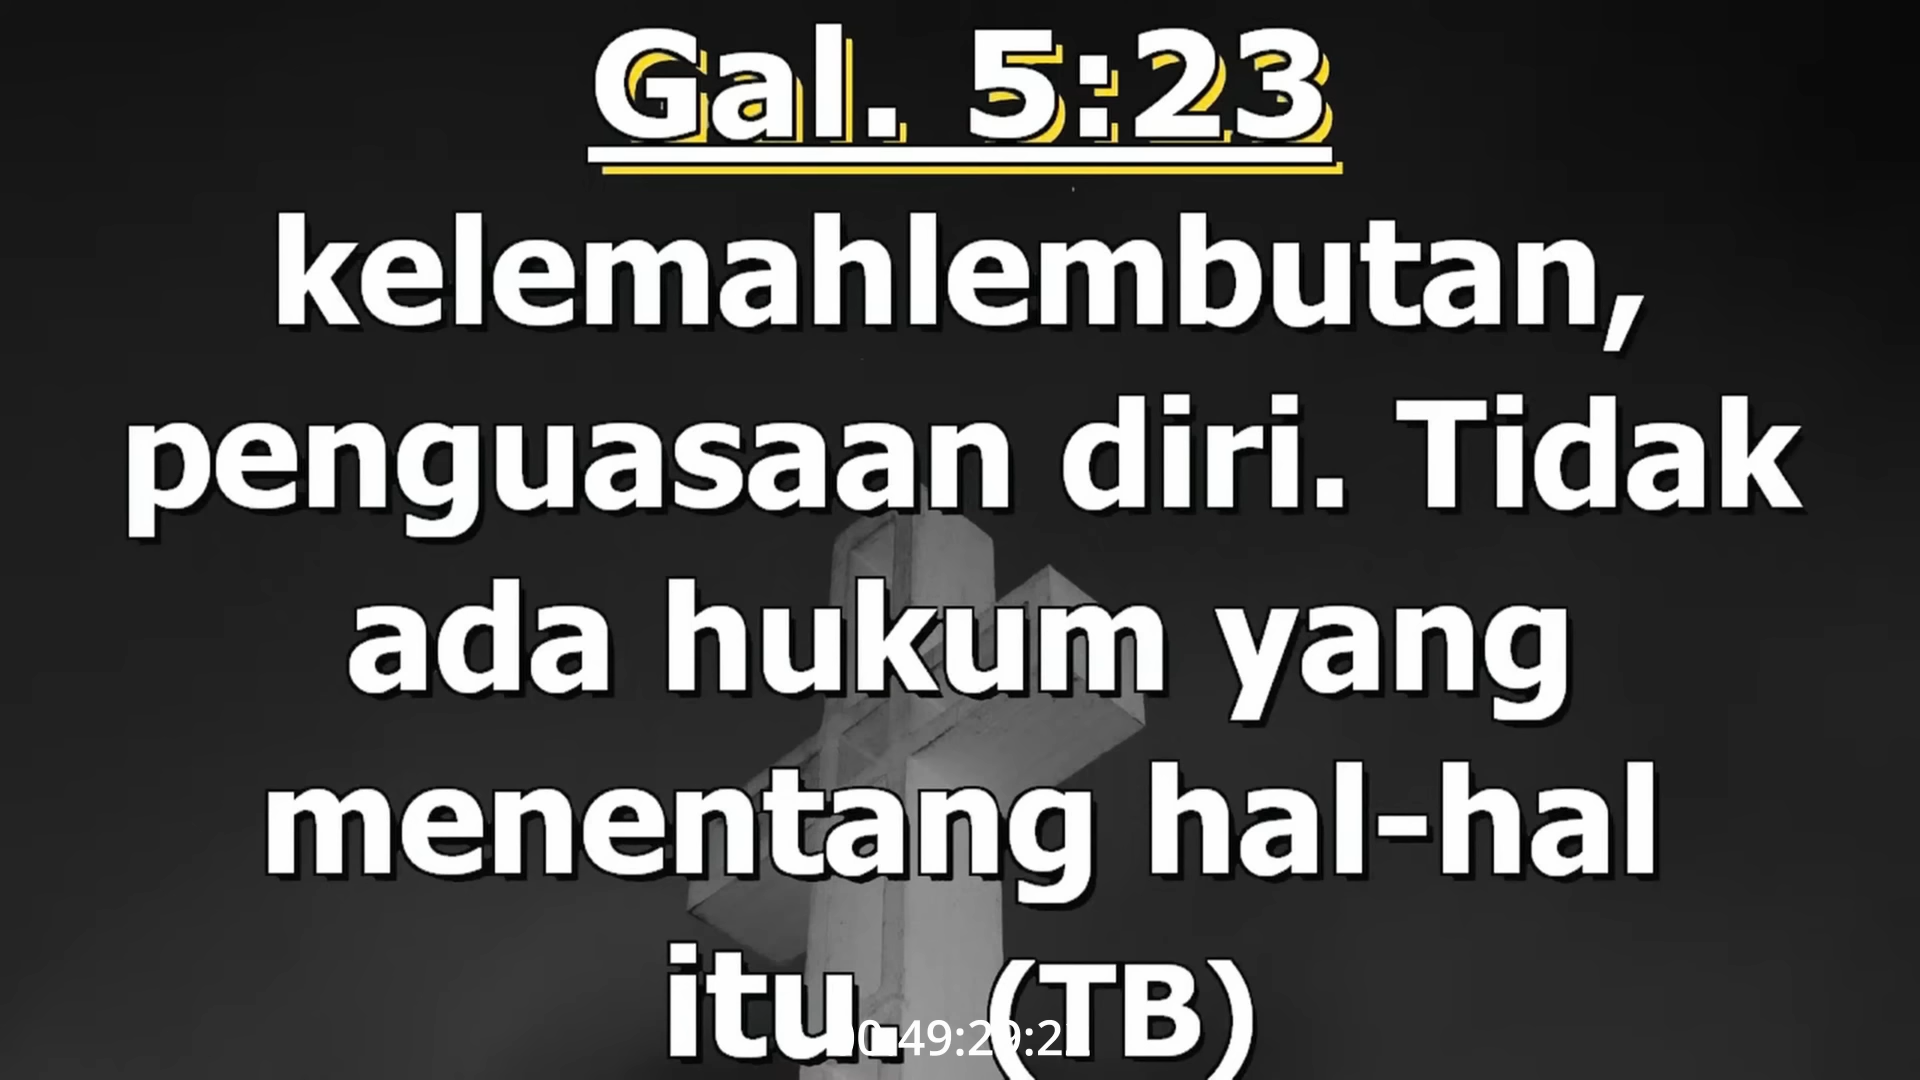 Gal. 5:23
kelemahlembutan,
penguasaan diri. Tidak
ada hukum yang
menentang hal-hal
itu. (TB)